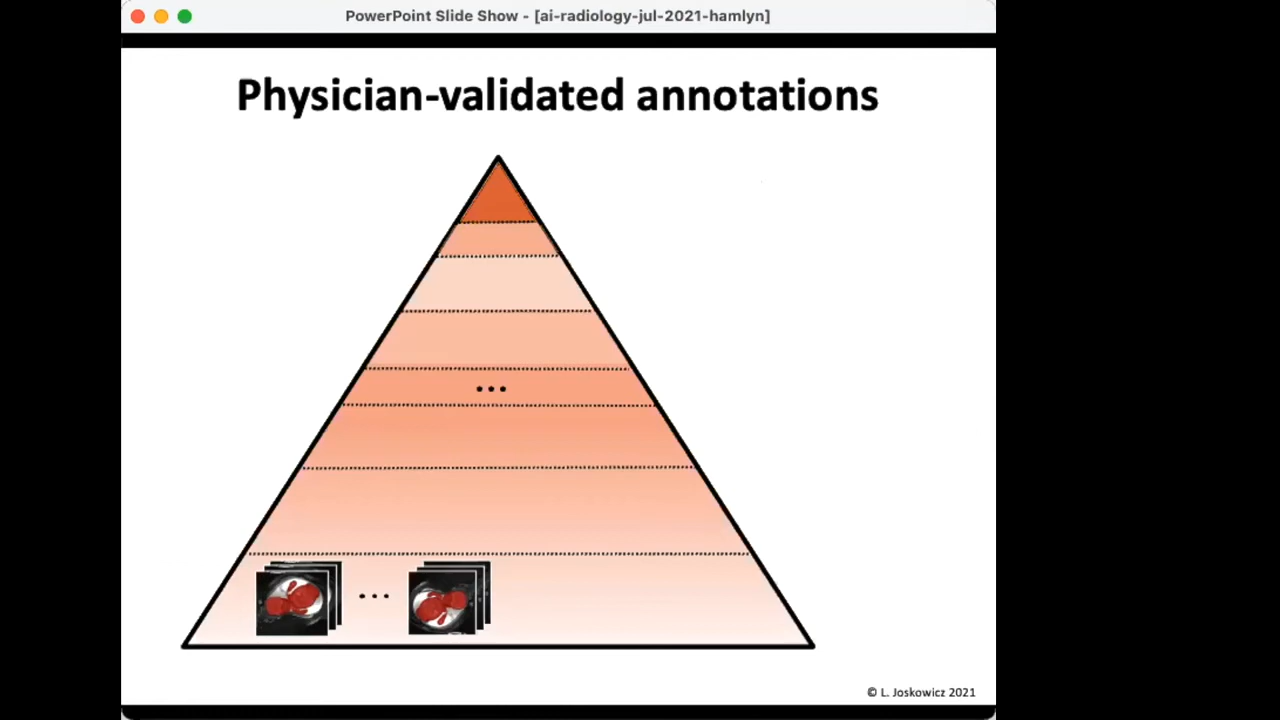 PowerPoint Slide Show - [ai-radiology-jul-2021-hamlyn]
Physician-validated annotations
...
...
© L. Joskowicz 2021